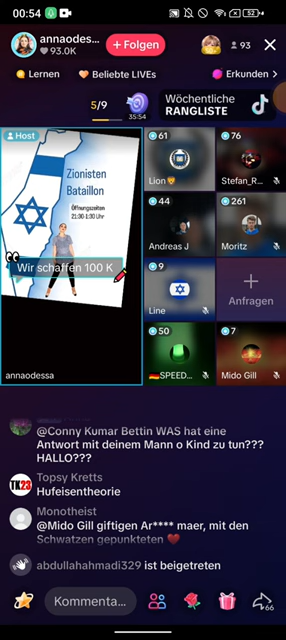 00:54
52
annaodes...
93.0K
+ Folgen
93
Lernen
Beliebte LIVEs
Erkunden
5/9
35:54
Wöchentliche
RANGLISTE
Host
Zionisten
Bataillon
Öffnungszeiten
21:00-1:00 Uhr
Wir schaffen 100 K
annaodessa
61
Lion
76
Stefan_R...
44
Andreas J
261
Moritz
9
Line
+
Anfragen
50
SPEED...
7
Mido Gill
@Conny Kumar Bettin WAS hat eine
Antwort mit deinem Mann o Kind zu tun???
HALLO???
TK23
Topsy Kretts
Hufeisentheorie
Monotheist
@Mido Gill giftigen Ar**** maer, mit den
Schwatzen gepunkteten
abdullahahmadi329 ist beigetreten
Kommenta...
66